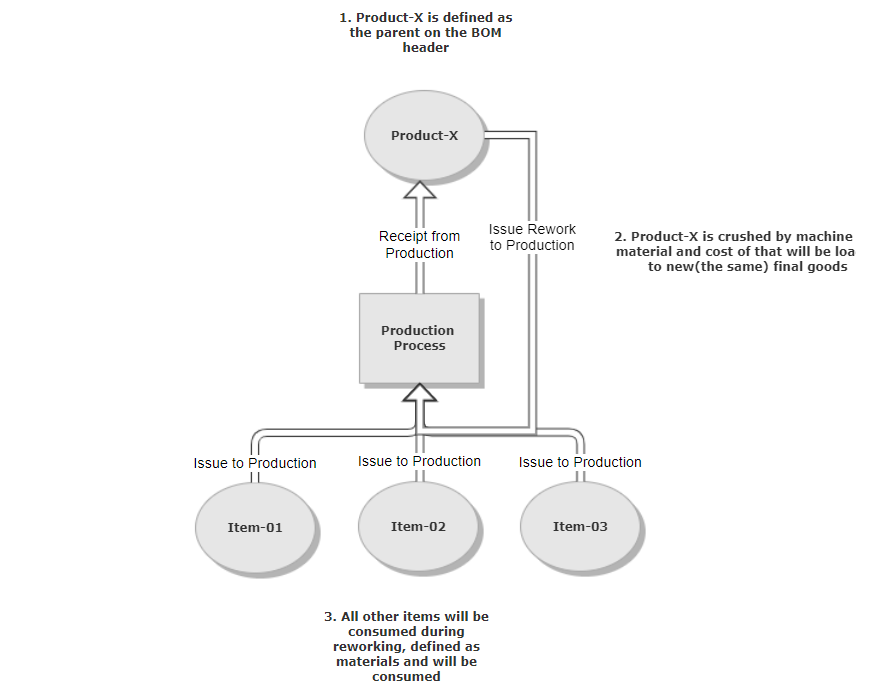 1. Product-X is defined as
the parent on the BOM
header
Product-X
Receipt from
Production
Issue Rework
to Production
2. Product-X is crushed by machine
material and cost of that will be loa
to new(the same) final goods
Production
Process
Issue to Production
Issue to Production
Issue to Production
Item-01
Item-02
Item-03
3. All other items will be
consumed during
reworking, defined as
materials and will be
consumed